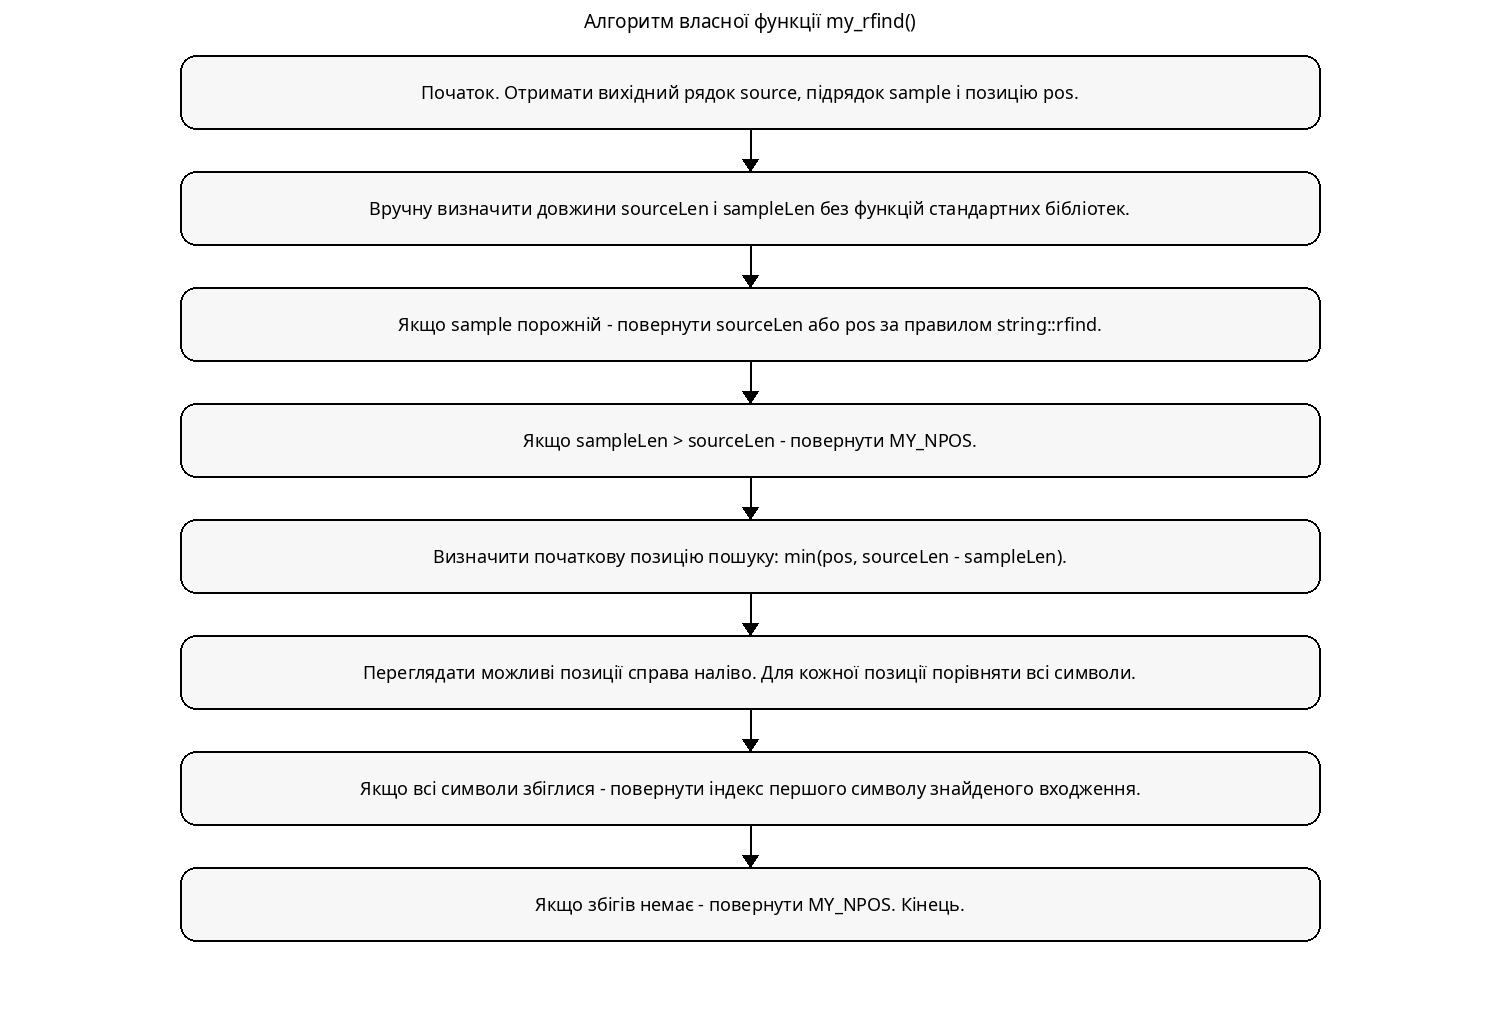 Алгоритм власної функції my_rfind()
Початок. Отримати вихідний рядок source, підрядок sample і позицію pos.
Вручну визначити довжини sourceLen і sampleLen без функцій стандартних бібліотек.
Якщо sample порожній - повернути sourceLen або pos за правилом string::rfind.
Якщо sampleLen > sourceLen - повернути MY_NPOS.
Визначити початкову позицію пошуку: min(pos, sourceLen - sampleLen).
Переглядати можливі позиції справа наліво. Для кожної позиції порівняти всі символи.
Якщо всі символи збіглися - повернути індекс першого символу знайденого входження.
Якщо збігів немає - повернути MY_NPOS. Кінець.